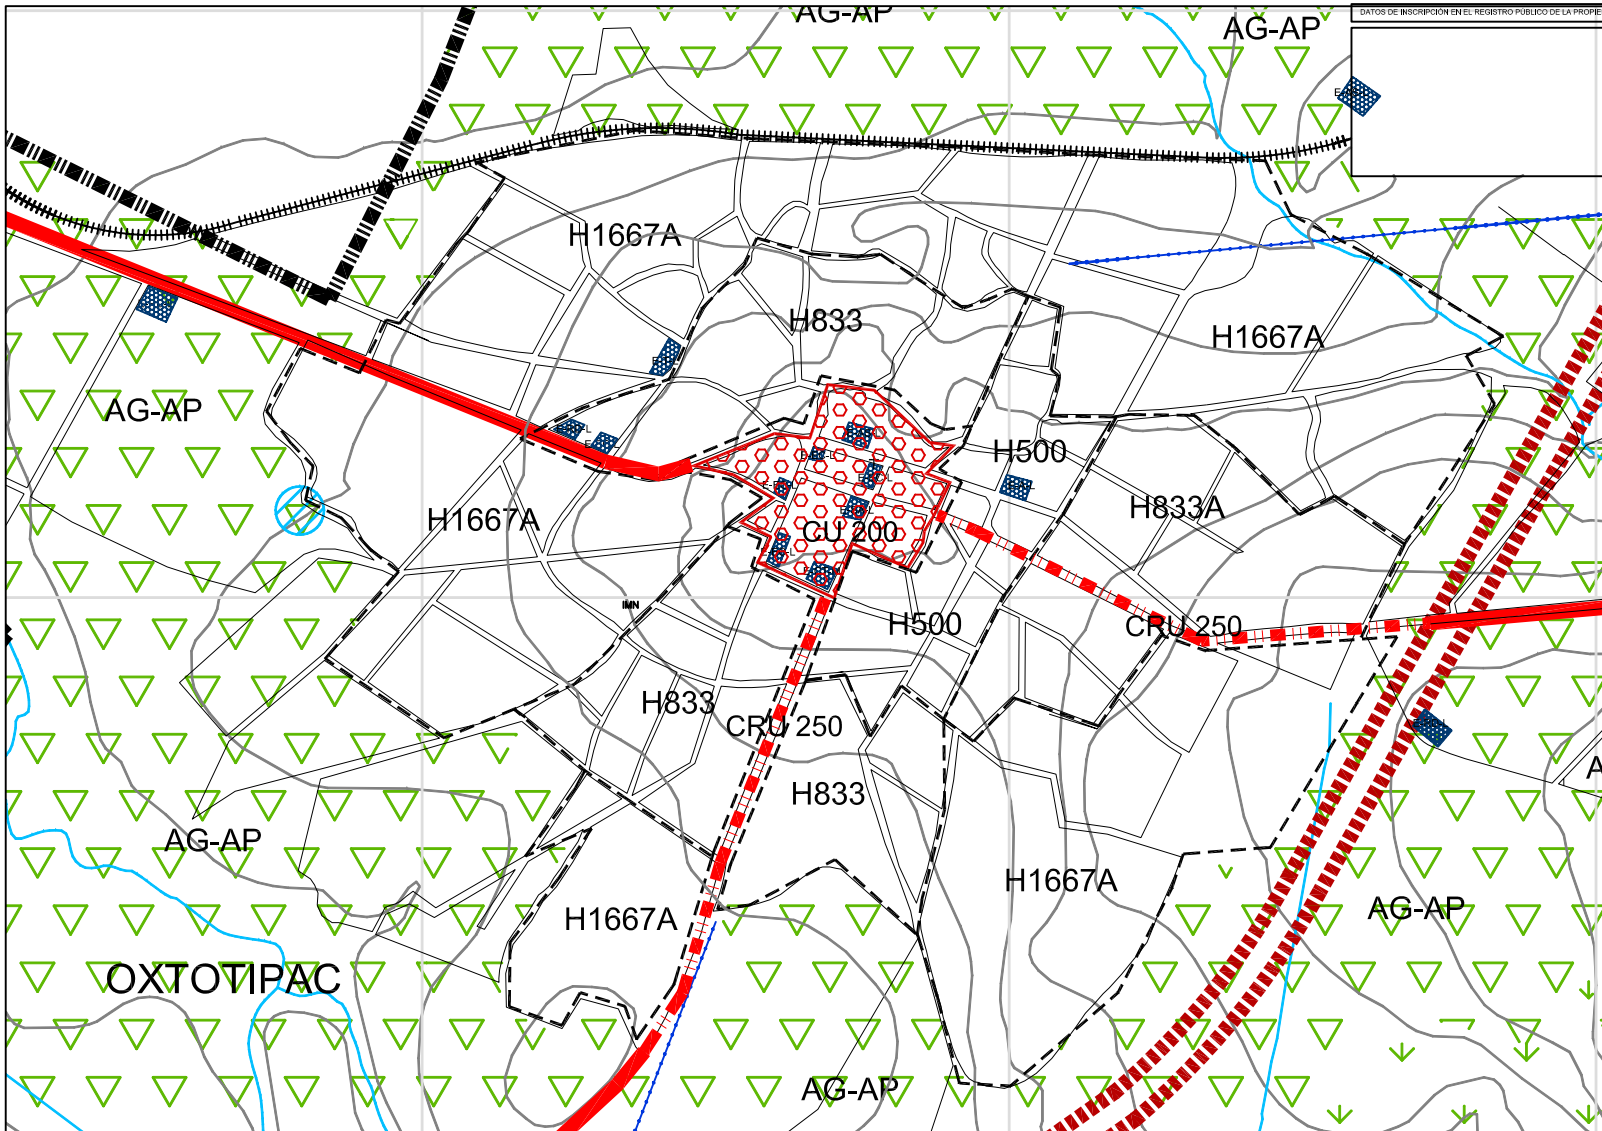 AG-AP
AG-AP
DATOS DE INSCRIPCIÓN EN EL REGISTRO PÚBLICO DE LA
H1667A
H833
H1667A
AG-AP
H500
H1667A
H833A
CU 200
IMN
H500
CRU 250
H833
CRU 250
H833
AG-AP
H1667A
H1667A
AG-AP
OXTOTIPAC
AG-AP